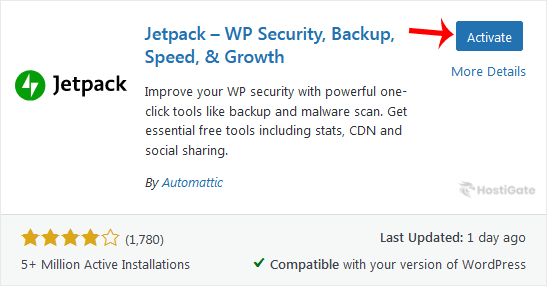 Jetpack – WP Security, Backup,
Speed, & Growth
Activate
More Details
Jetpack
Improve your WP security with powerful one-
click tools like backup and malware scan. Get
essential free tools including stats, CDN and
social sharing.
By Automattic
HostiGate
(1,780)
Last Updated: 1 day ago
5+ Million Active Installations
Compatible with your version of WordPress